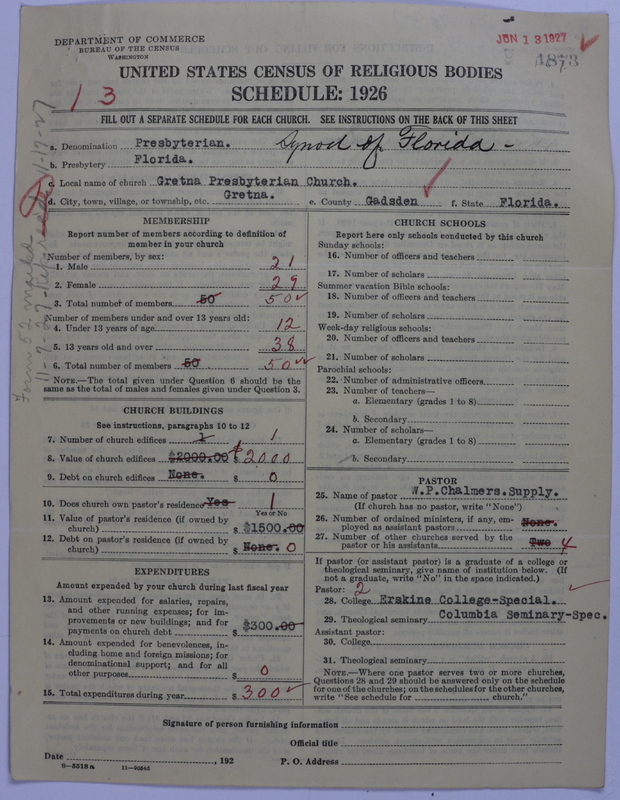 DEPARTMENT OF COMMERCE
BUREAU OF THE CENSUS
WASHINGTON
JUN 13 1927
1873
UNITED STATES CENSUS OF RELIGIOUS BODIES
SCHEDULE: 1926
13
FILL OUT A SEPARATE SCHEDULE FOR EACH CHURCH. SEE INSTRUCTIONS ON THE BACK OF THIS SHEET
a. Denomination Presbyterian. Synod of Florida -
b. Presbytery Florida.
c. Local name of church Gretna Presbyterian Church.
d. City, town, village, or township, etc. Gretna. e. County Gadsden f. State Florida.
MEMBERSHIP
Report number of members according to definition of
member in your church
Number of members, by sex:
1. Male 21
2. Female 29
3. Total number of members 50 50
Number of members under and over 13 years old:
4. Under 13 years of age 12
5. 13 years old and over 38
6. Total number of members 50 50
NOTE.—The total given under Question 6 should be
same as the total of males and females given under Question 3.
CHURCH BUILDINGS
See instructions, paragraphs 10 to 12
7. Number of church edifices 1 1
8. Value of church edifices $2000.00 $ 2000
9. Debt on church edifices None. $ 0
10. Does church own pastor's residence Yes 1
Yes or No
11. Value of pastor's residence (if owned by
church) $ $1500.00
12. Debt on pastor's residence (if owned by
church) $ None. 0
EXPENDITURES
Amount expended by your church during last fiscal year
13. Amount expended for salaries, repairs,
and other running expenses; for im-
provements or new buildings; and for
payments on church debt $ $300.00
14. Amount expended for benevolences, in-
cluding home and foreign missions; for
denominational support; and for all
other purposes $ 0
15. Total expenditures during year $ 300
CHURCH SCHOOLS
Report here only schools conducted by this church
Sunday schools:
16. Number of officers and teachers
17. Number of scholars
Summer vacation Bible schools:
18. Number of officers and teachers
19. Number of scholars
Week-day religious schools:
20. Number of officers and teachers
21. Number of scholars
Parochial schools:
22. Number of administrative officers
23. Number of teachers—
a. Elementary (grades 1 to 8)
b. Secondary
24. Number of scholars—
a. Elementary (grades 1 to 8)
b. Secondary
PASTOR
25. Name of pastor W.P.Chalmers.Supply.
(If church has no pastor, write "None")
26. Number of ordained ministers, if any, em-
ployed as assistant pastors None.
27. Number of other churches served by the
pastor or his assistants Two 4
If pastor (or assistant pastor) is a graduate of a college or
theological seminary, give name of institution below. (If
not a graduate, write "No" in the space indicated.)
Pastor: 2
28. College Erskine College-Special.
29. Theological seminary Columbia Seminary-Spec.
Assistant pastor:
30. College
31. Theological seminary
NOTE.—Where one pastor serves two or more churches,
Questions 28 and 29 should be answered only on the schedule
for one of the churches; on the schedules for the other churches,
write "See schedule for church."
Signature of person furnishing information
Official title
Date , 192 P. O. Address
8—5518a 11—90562